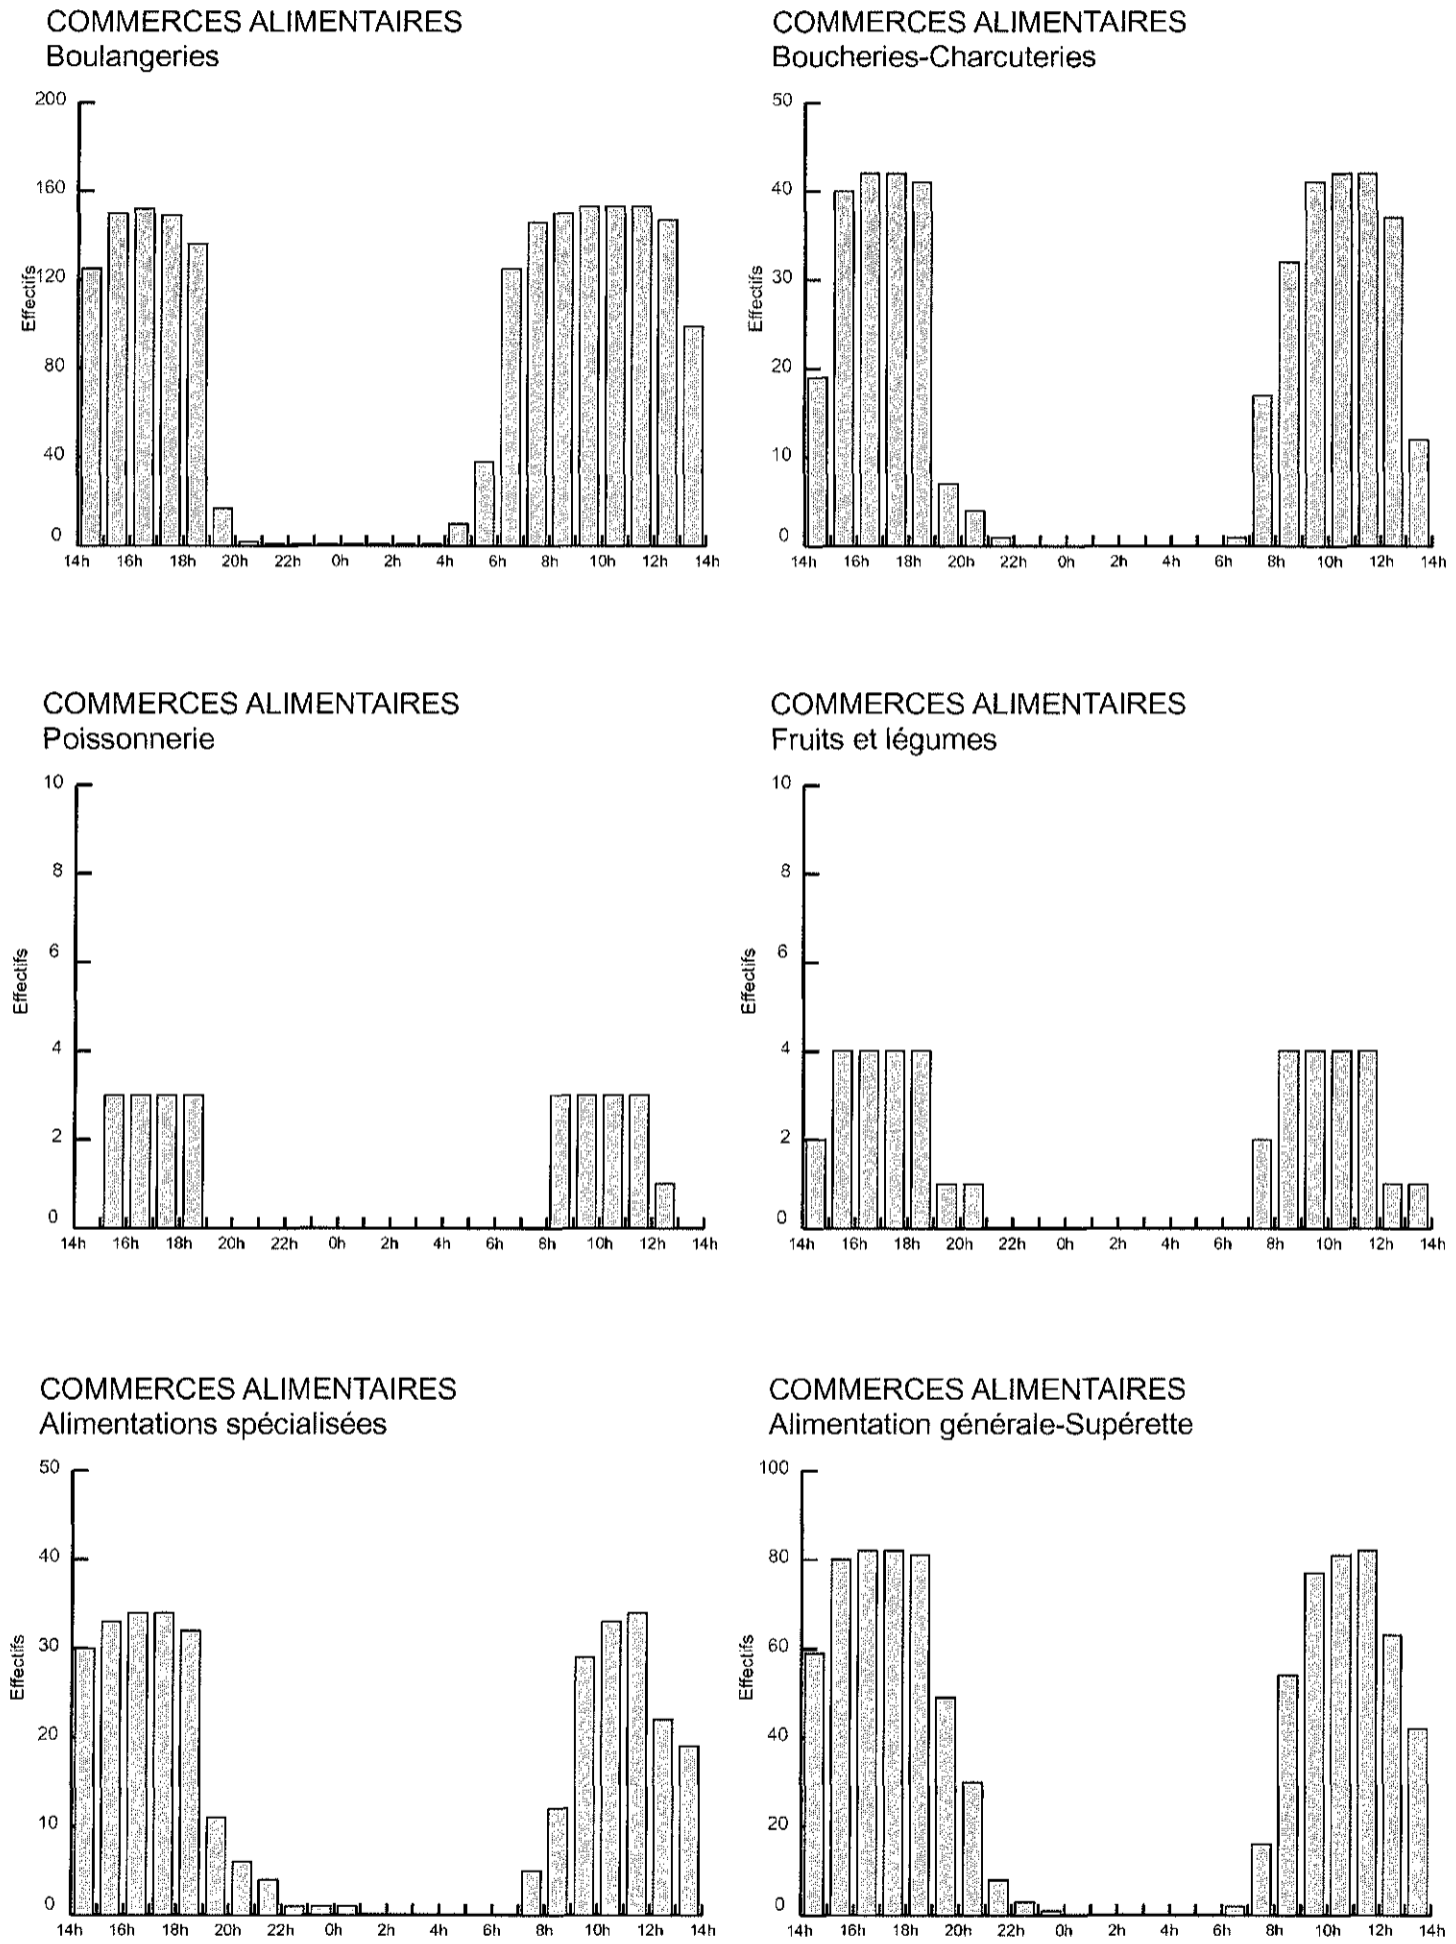 COMMERCES ALIMENTAIRES
Boulangeries
200
160
120
80
40
0
Effectifs
14h 16h 18h 20h 22h 0h 2h 4h 6h 8h 10h 12h 14h
COMMERCES ALIMENTAIRES
Boucheries-Charcuteries
50
40
30
20
10
0
Effectifs
14h 16h 18h 20h 22h 0h 2h 4h 6h 8h 10h 12h 14h
COMMERCES ALIMENTAIRES
Poissonnerie
10
8
6
4
2
0
Effectifs
14h 16h 18h 20h 22h 0h 2h 4h 6h 8h 10h 12h 14h
COMMERCES ALIMENTAIRES
Fruits et légumes
10
8
6
4
2
0
Effectifs
14h 16h 18h 20h 22h 0h 2h 4h 6h 8h 10h 12h 14h
COMMERCES ALIMENTAIRES
Alimentations spécialisées
50
40
30
20
10
0
Effectifs
14h 16h 18h 20h 22h 0h 2h 4h 6h 8h 10h 12h 14h
COMMERCES ALIMENTAIRES
Alimentation générale-Supérette
100
80
60
40
20
0
Effectifs
14h 16h 18h 20h 22h 0h 2h 4h 6h 8h 10h 12h 14h